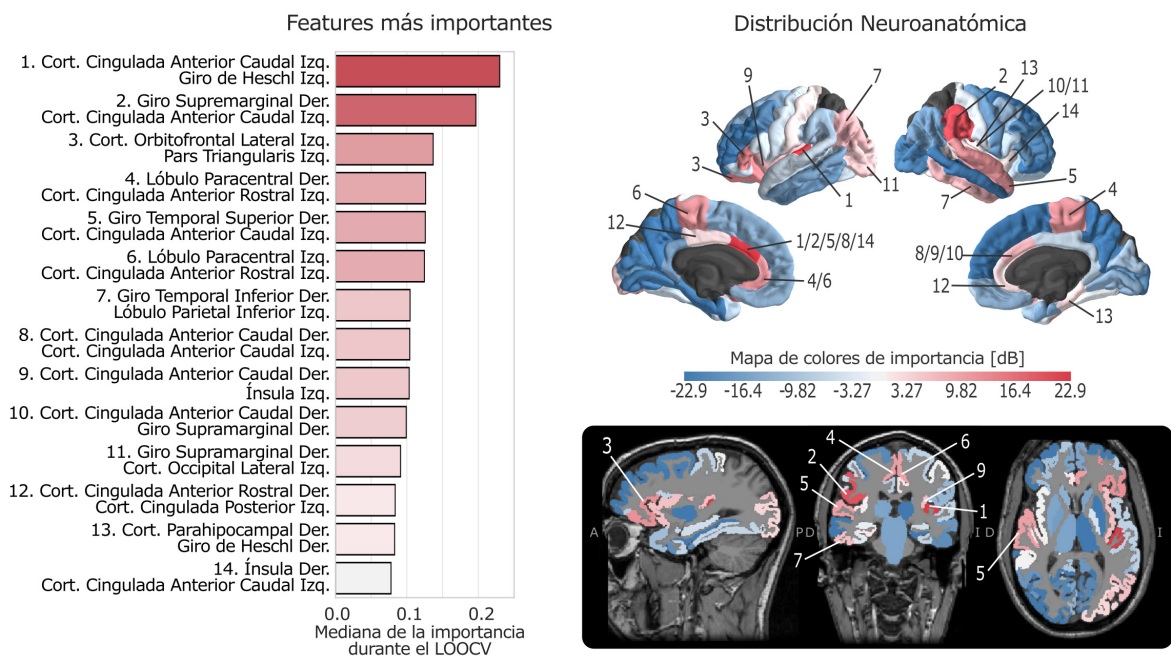 Features más importantes
1. Cort. Cingulada Anterior Caudal Izq.
Giro de Heschl Izq.
2. Giro Supremarginal Der.
Cort. Cingulada Anterior Caudal Izq.
3. Cort. Orbitofrontal Lateral Izq.
Pars Triangularis Izq.
4. Lóbulo Paracentral Der.
Cort. Cingulada Anterior Rostral Izq.
5. Giro Temporal Superior Der.
Cort. Cingulada Anterior Caudal Izq.
6. Lóbulo Paracentral Izq.
Cort. Cingulada Anterior Rostral Izq.
7. Giro Temporal Inferior Der.
Lóbulo Parietal Inferior Izq.
8. Cort. Cingulada Anterior Caudal Der.
Cort. Cingulada Anterior Caudal Izq.
9. Cort. Cingulada Anterior Caudal Der.
Ínsula Izq.
10. Cort. Cingulada Anterior Caudal Der.
Giro Supramarginal Der.
11. Giro Supramarginal Der.
Cort. Occipital Lateral Izq.
12. Cort. Cingulada Anterior Rostral Der.
Cort. Cingulada Posterior Izq.
13. Cort. Parahipocampal Der.
Giro de Heschl Der.
14. Ínsula Der.
Cort. Cingulada Anterior Caudal Izq.
0.0 0.1 0.2
Mediana de la importancia
durante el LOOCV
Distribución Neuroanatómica
9 7 2 13
10/11
3 14
3 11
1 7 5
6 4
12 1/2/5/8/14 8/9/10
4/6 12
13
Mapa de colores de importancia [dB]
-22.9 -16.4 -9.82 -3.27 3.27 9.82 16.4 22.9
3 4 6
2 9
5 1
A P D I D I
7 5